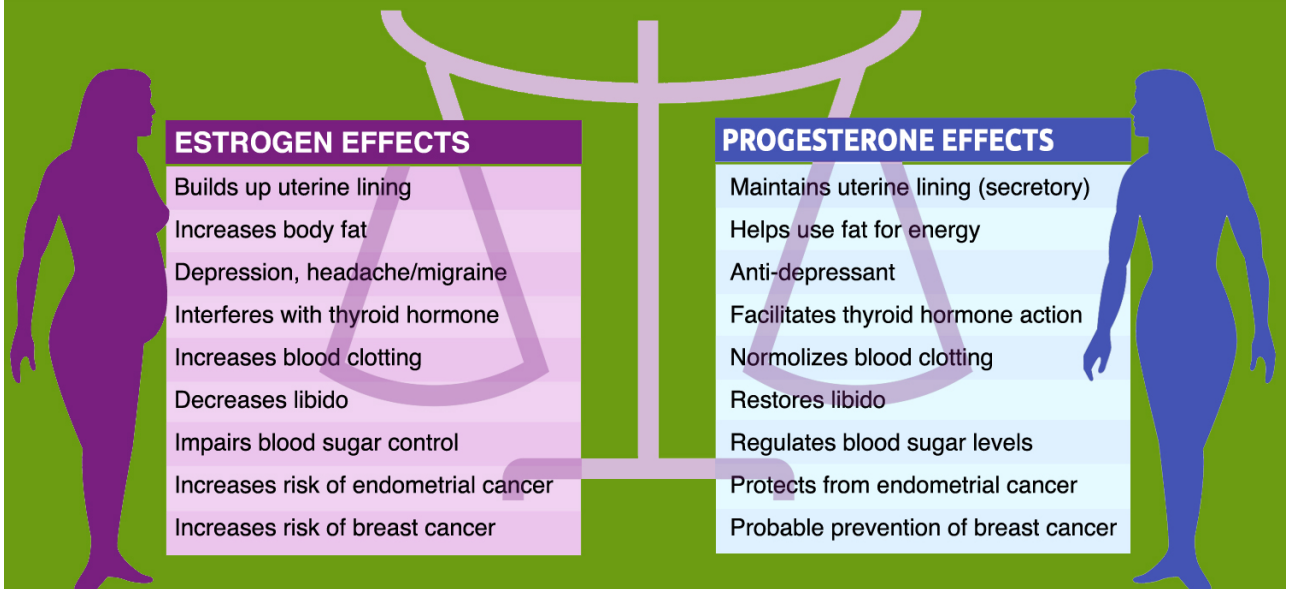 ESTROGEN EFFECTS
Builds up uterine lining
Increases body fat
Depression, headache/migraine
Interferes with thyroid hormone
Increases blood clotting
Decreases libido
Impairs blood sugar control
Increases risk of endometrial cancer
Increases risk of breast cancer
PROGESTERONE EFFECTS
Maintains uterine lining (secretory)
Helps use fat for energy
Anti-depressant
Facilitates thyroid hormone action
Normolizes blood clotting
Restores libido
Regulates blood sugar levels
Protects from endometrial cancer
Probable prevention of breast cancer